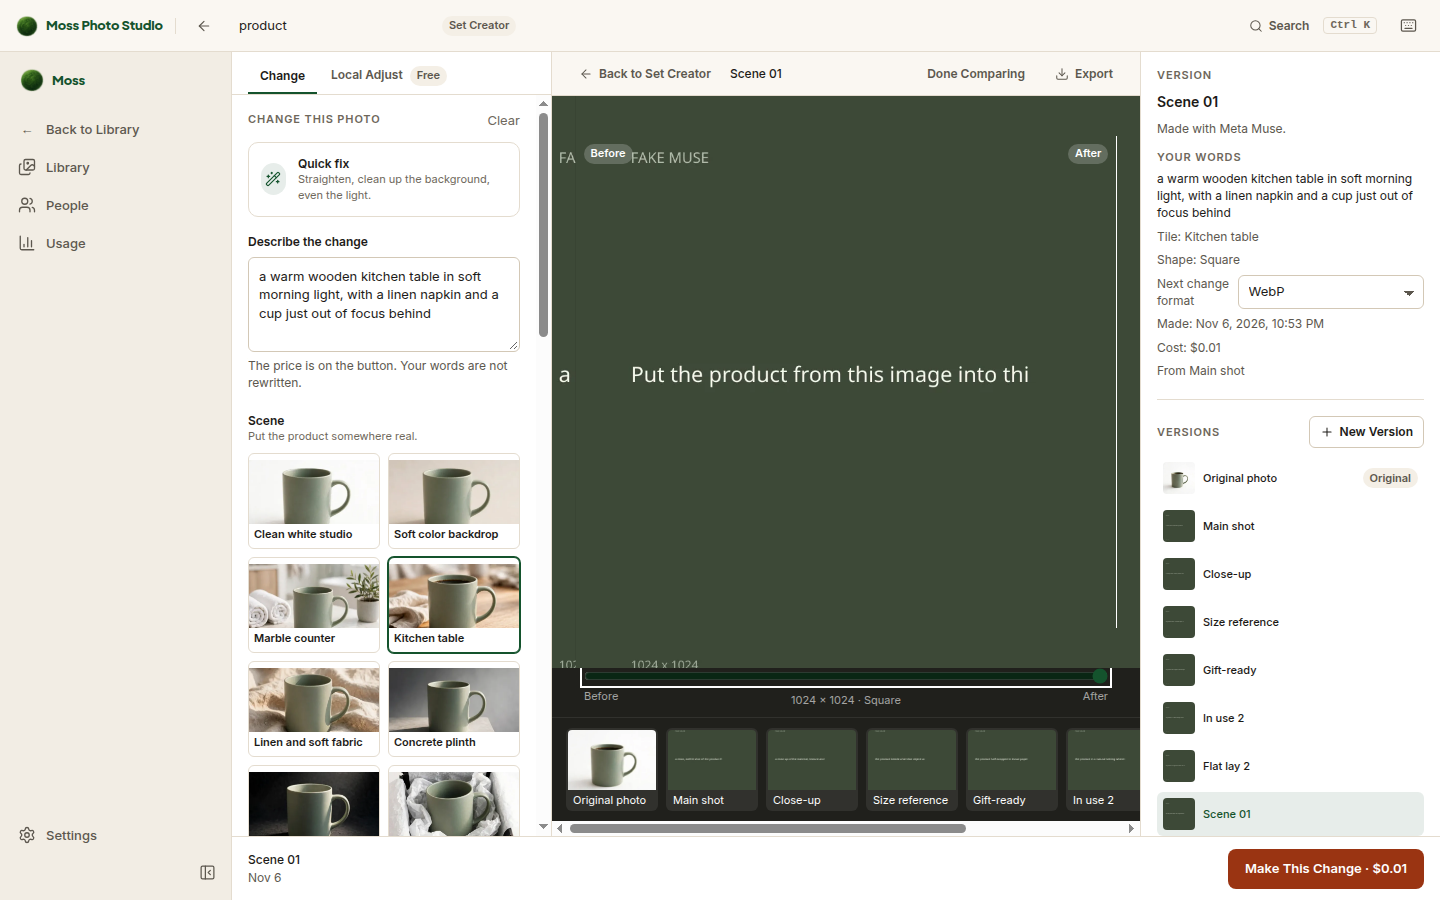 Moss Photo Studio
product
Set Creator
Search
Ctrl K
Moss
Back to Library
Library
People
Usage
Settings
Change
Local Adjust
Free
CHANGE THIS PHOTO
Clear
Quick fix
Straighten, clean up the background,
even the light.
Describe the change
a warm wooden kitchen table in soft
morning light, with a linen napkin and a
cup just out of focus behind
The price is on the button. Your words are not
rewritten.
Scene
Put the product somewhere real.
Clean white studio
Soft color backdrop
Marble counter
Kitchen table
Linen and soft fabric
Concrete plinth
Back to Set Creator
Scene 01
Done Comparing
Export
FA
Before
FAKE MUSE
After
a
Put the product from this image into thi
102
1024 x 1024
Before
1024 × 1024 · Square
After
Original photo
Main shot
Close-up
Size reference
Gift-ready
In use 2
VERSION
Scene 01
Made with Meta Muse.
YOUR WORDS
a warm wooden kitchen table in soft morning
light, with a linen napkin and a cup just out of
focus behind
Tile: Kitchen table
Shape: Square
Next change
format
WebP
Made: Nov 6, 2026, 10:53 PM
Cost: $0.01
From Main shot
VERSIONS
New Version
Original photo
Original
Main shot
Close-up
Size reference
Gift-ready
In use 2
Flat lay 2
Scene 01
Scene 01
Nov 6
Make This Change · $0.01